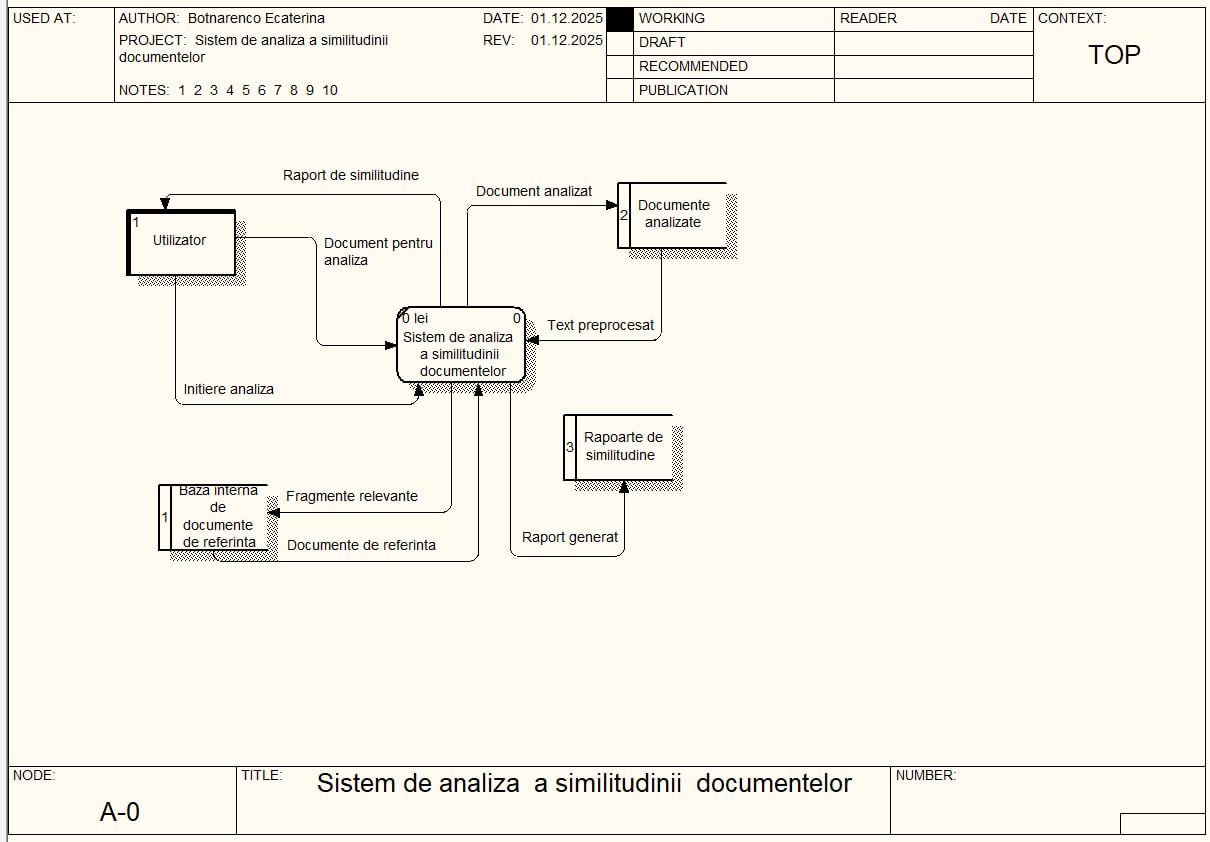 USED AT:
AUTHOR: Botnarenco Ecaterina
DATE: 01.12.2025
PROJECT: Sistem de analiza a similitudinii
documentelor
REV: 01.12.2025
NOTES: 1 2 3 4 5 6 7 8 9 10
WORKING
DRAFT
RECOMMENDED
PUBLICATION
READER DATE
CONTEXT:
TOP
Raport de similitudine
Document analizat
1
Utilizator
2
Documente
analizate
Document pentru
analiza
0 lei 0
Sistem de analiza
a similitudinii
documentelor
Text preprocesat
Initiere analiza
3
Rapoarte de
similitudine
1
Baza interna
de
documente
de referinta
Fragmente relevante
Documente de referinta
Raport generat
NODE:
A-0
TITLE:
Sistem de analiza a similitudinii documentelor
NUMBER: